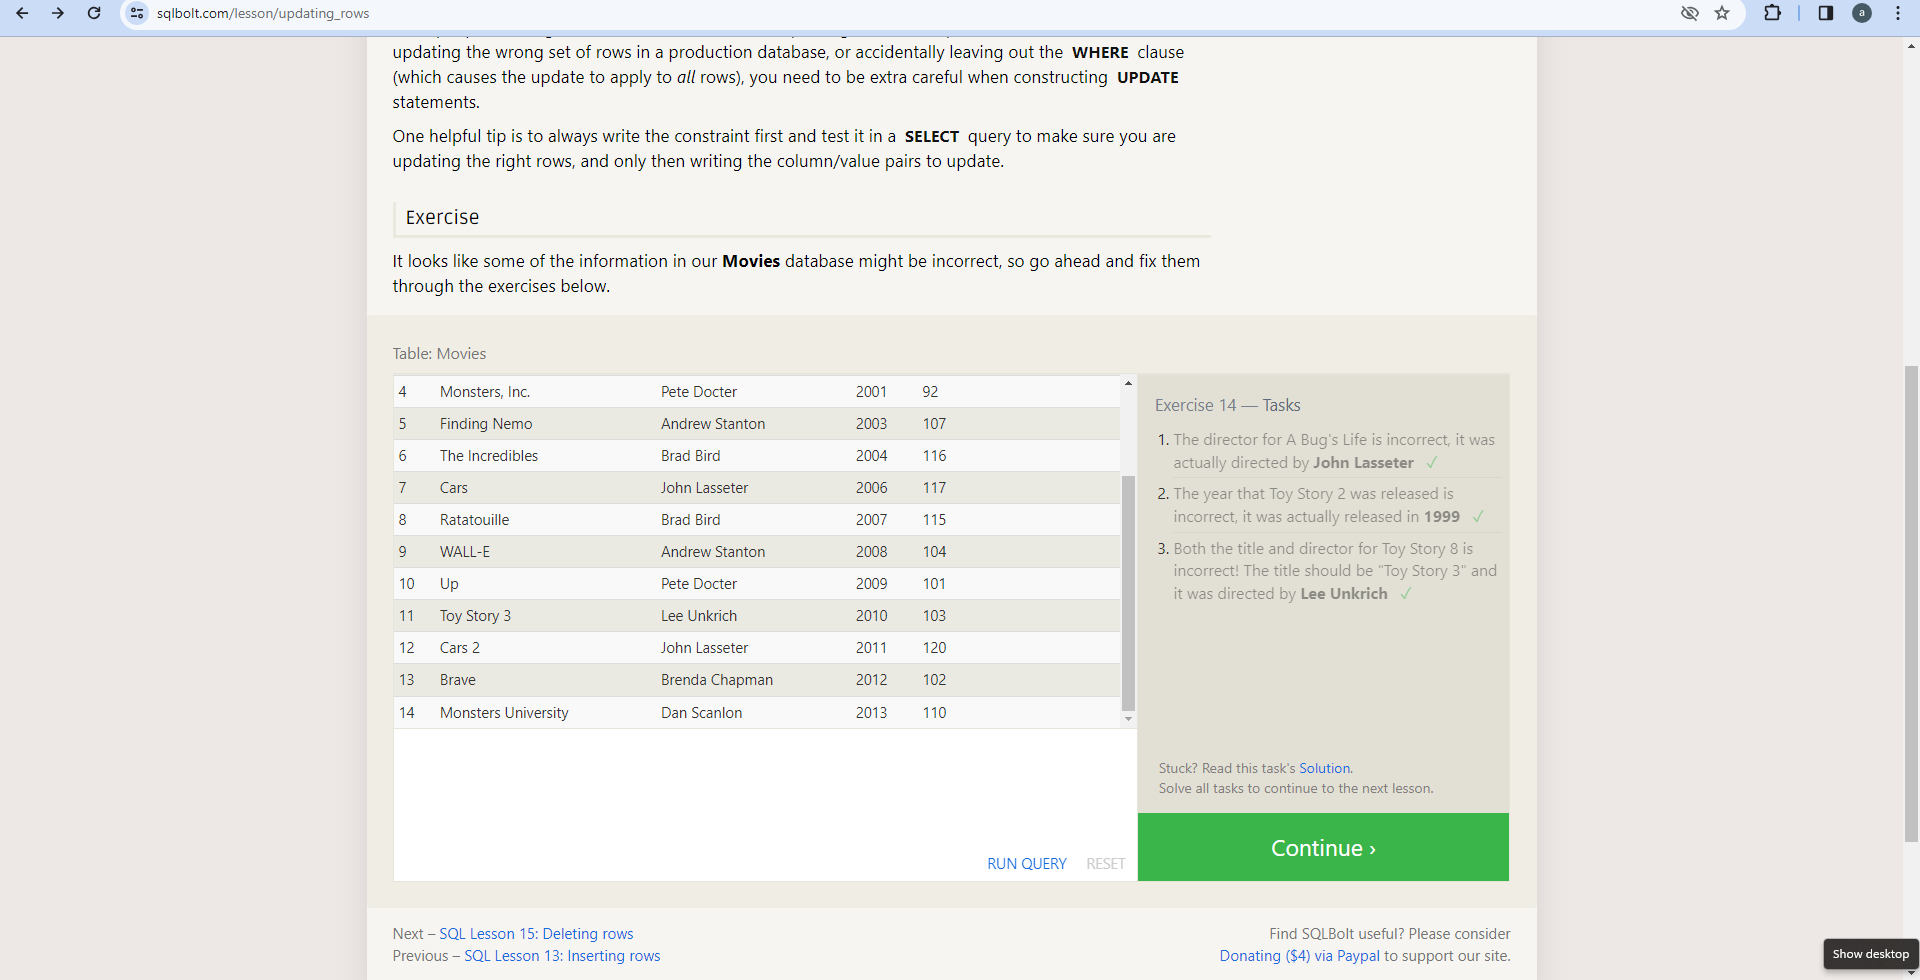 sqlbolt.com/lesson/updating_rows
a
updating the wrong set of rows in a production database, or accidentally leaving out the WHERE clause
(which causes the update to apply to all rows), you need to be extra careful when constructing UPDATE
statements.
One helpful tip is to always write the constraint first and test it in a SELECT query to make sure you are
updating the right rows, and only then writing the column/value pairs to update.
Exercise
It looks like some of the information in our Movies database might be incorrect, so go ahead and fix them
through the exercises below.
Table: Movies
4 Monsters, Inc. Pete Docter 2001 92
5 Finding Nemo Andrew Stanton 2003 107
6 The Incredibles Brad Bird 2004 116
7 Cars John Lasseter 2006 117
8 Ratatouille Brad Bird 2007 115
9 WALL-E Andrew Stanton 2008 104
10 Up Pete Docter 2009 101
11 Toy Story 3 Lee Unkrich 2010 103
12 Cars 2 John Lasseter 2011 120
13 Brave Brenda Chapman 2012 102
14 Monsters University Dan Scanlon 2013 110
RUN QUERY RESET
Exercise 14 — Tasks
1. The director for A Bug's Life is incorrect, it was
actually directed by John Lasseter ✓
2. The year that Toy Story 2 was released is
incorrect, it was actually released in 1999 ✓
3. Both the title and director for Toy Story 8 is
incorrect! The title should be "Toy Story 3" and
it was directed by Lee Unkrich ✓
Stuck? Read this task's Solution.
Solve all tasks to continue to the next lesson.
Continue ›
Next – SQL Lesson 15: Deleting rows
Previous – SQL Lesson 13: Inserting rows
Find SQLBolt useful? Please consider
Donating ($4) via Paypal to support our site.
Show desktop